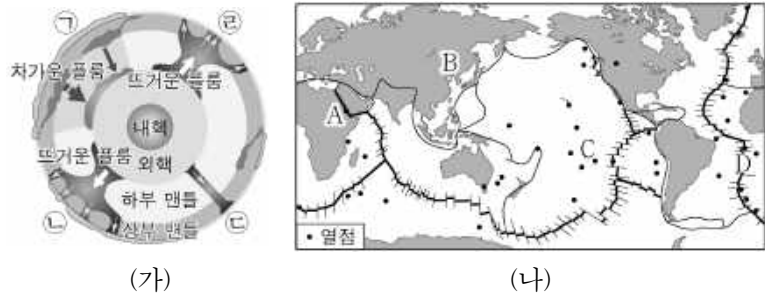 ㉠ ㉣
차가운 플룸
뜨거운 플룸
내핵
뜨거운 플룸
외핵
하부 맨틀
㉡ ㉢
상부 맨틀
(가)
A
B
C
D
• 열점
(나)